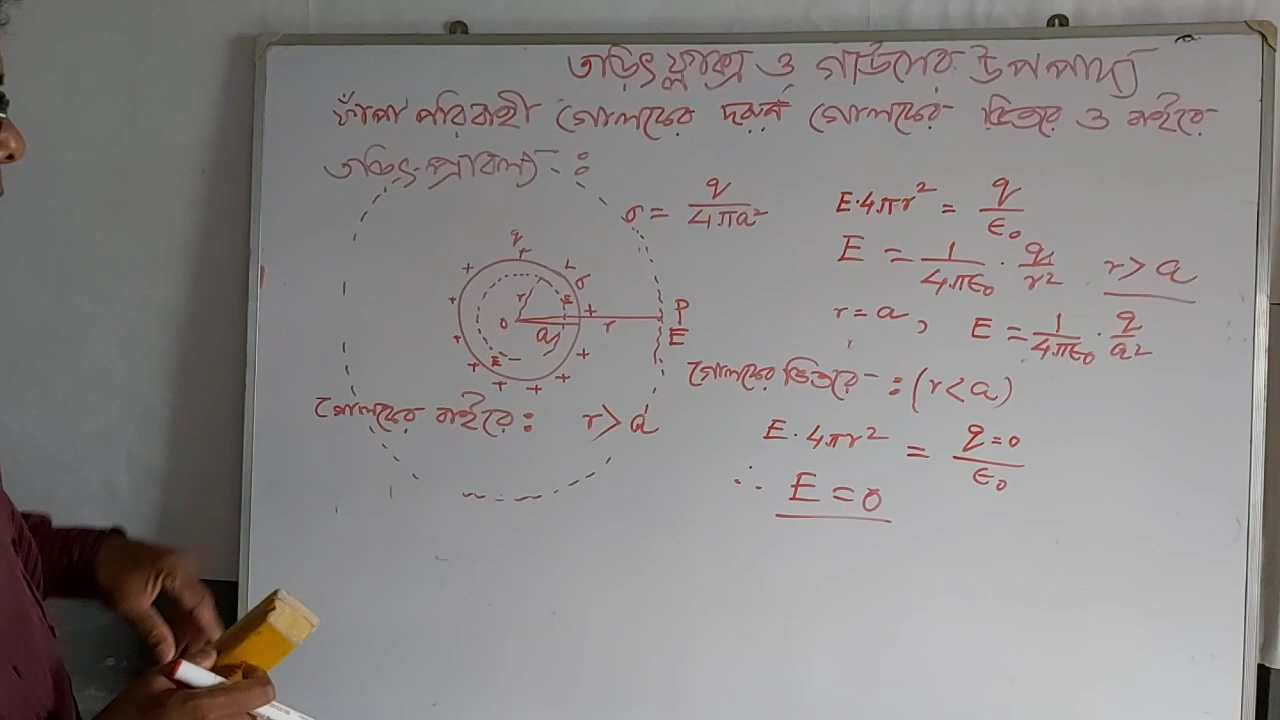 তড়িৎ ফ্লাক্স ও গাউসের উপপাদ্য
ফাঁপা পরিবাহী গোলকের দরুন গোলকের ভিতরে ও বাইরে
তড়িৎ প্রাবল্য- :
σ = q / 4πa²
q
+ + + + + + + + + + +
σ
r
E
O
a
r
P
E
E
গোলকের বাইরে : r > a
E·4πr² = q / ε₀
E = 1/4πε₀ · q/r² r > a
r = a, E = 1/4πε₀ · q/a²
গোলকের ভিতরে- : (r < a)
E·4πr² = q=0 / ε₀
∴ E = 0